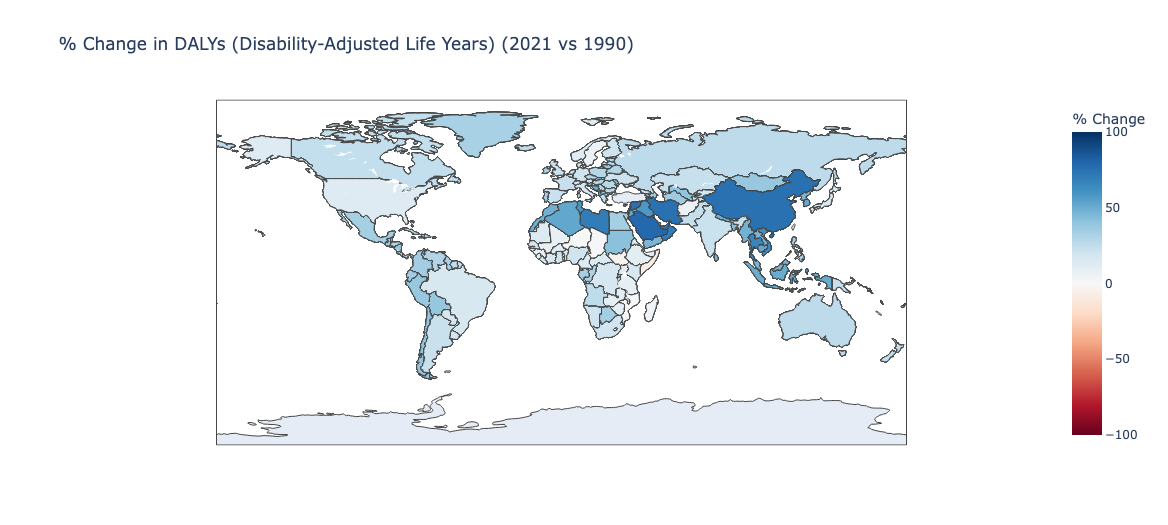 % Change in DALYs (Disability-Adjusted Life Years) (2021 vs 1990)
% Change
100
50
0
−50
−100